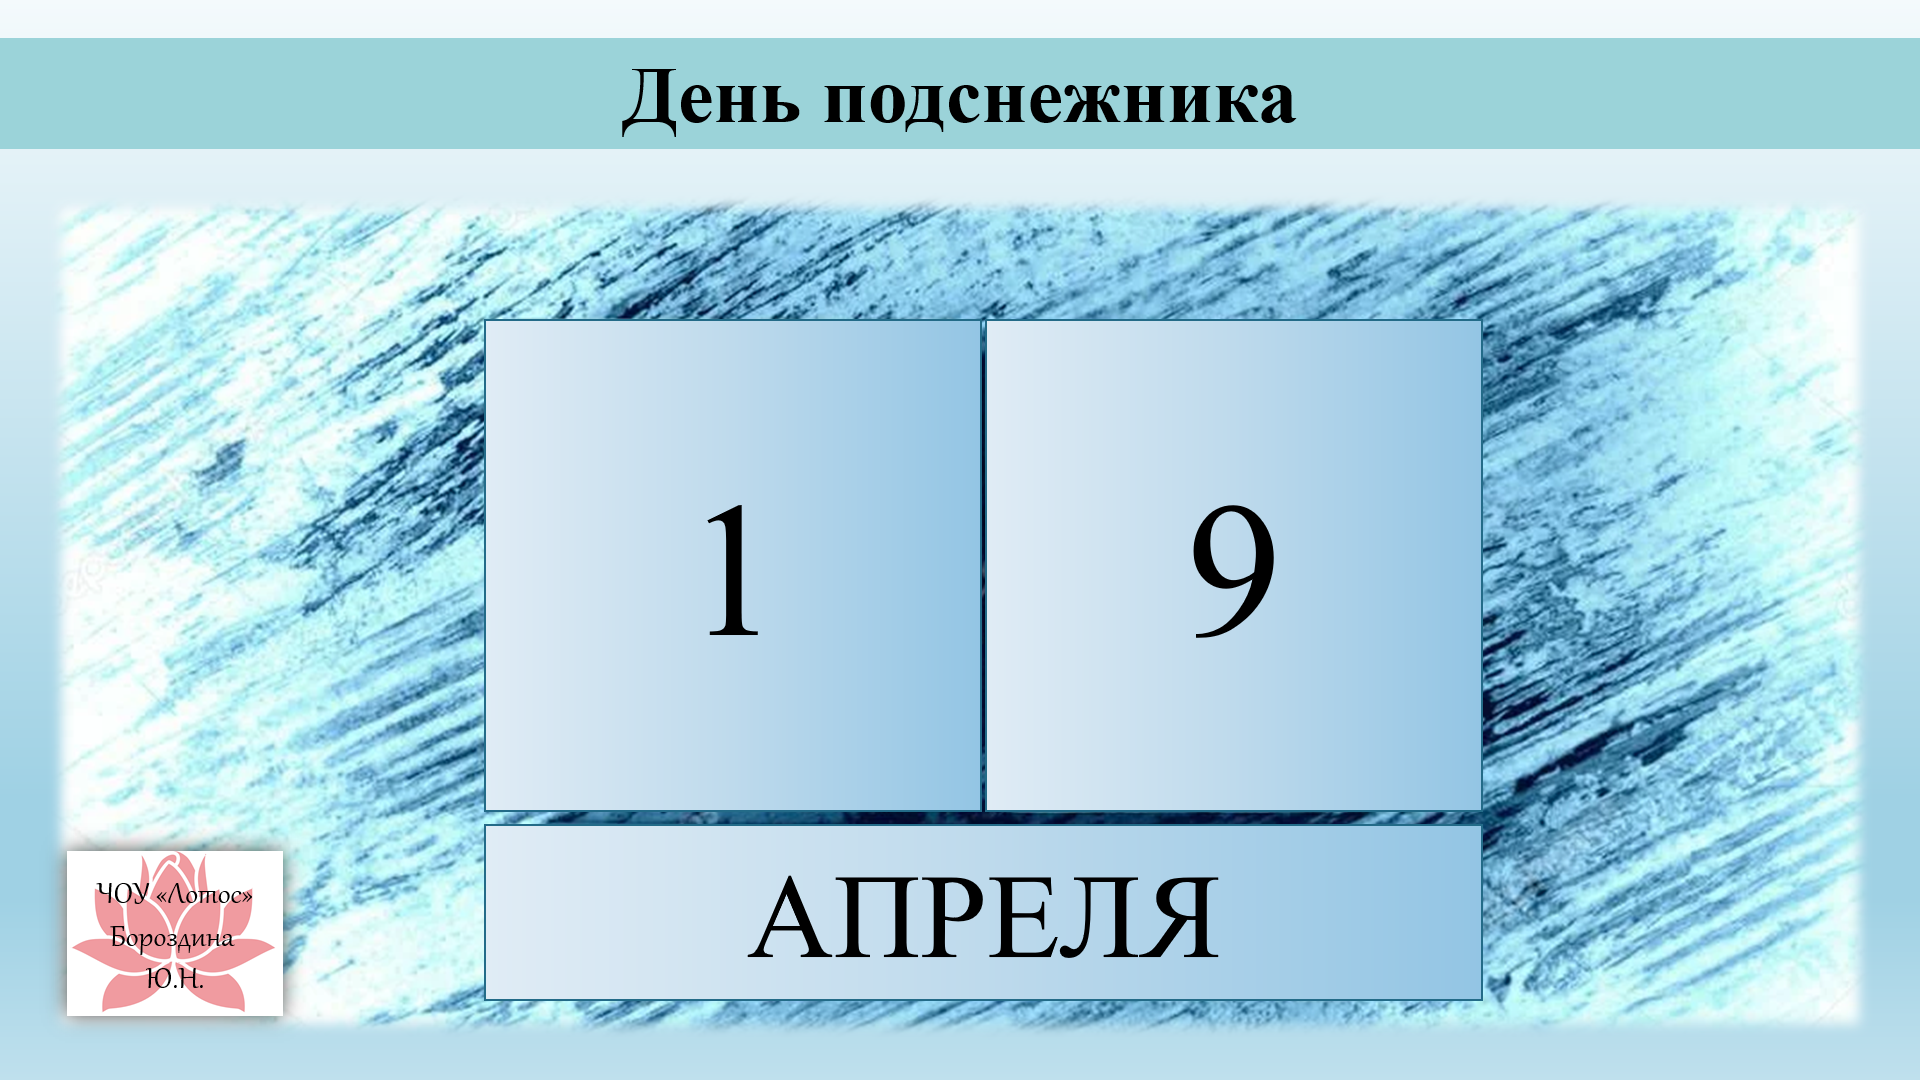 День подснежника
1 9
АПРЕЛЯ
ЧОУ «Лотос»
Бороздина
Ю.Н.